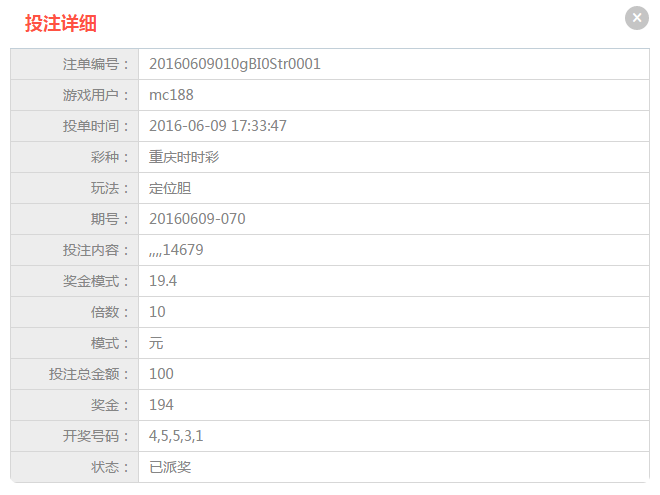 投注详细
注单编号： 20160609010gBI0Str0001
游戏用户： mc188
投单时间： 2016-06-09 17:33:47
彩种： 重庆时时彩
玩法： 定位胆
期号： 20160609-070
投注内容： ,,,,14679
奖金模式： 19.4
倍数： 10
模式： 元
投注总金额： 100
奖金： 194
开奖号码： 4,5,5,3,1
状态： 已派奖